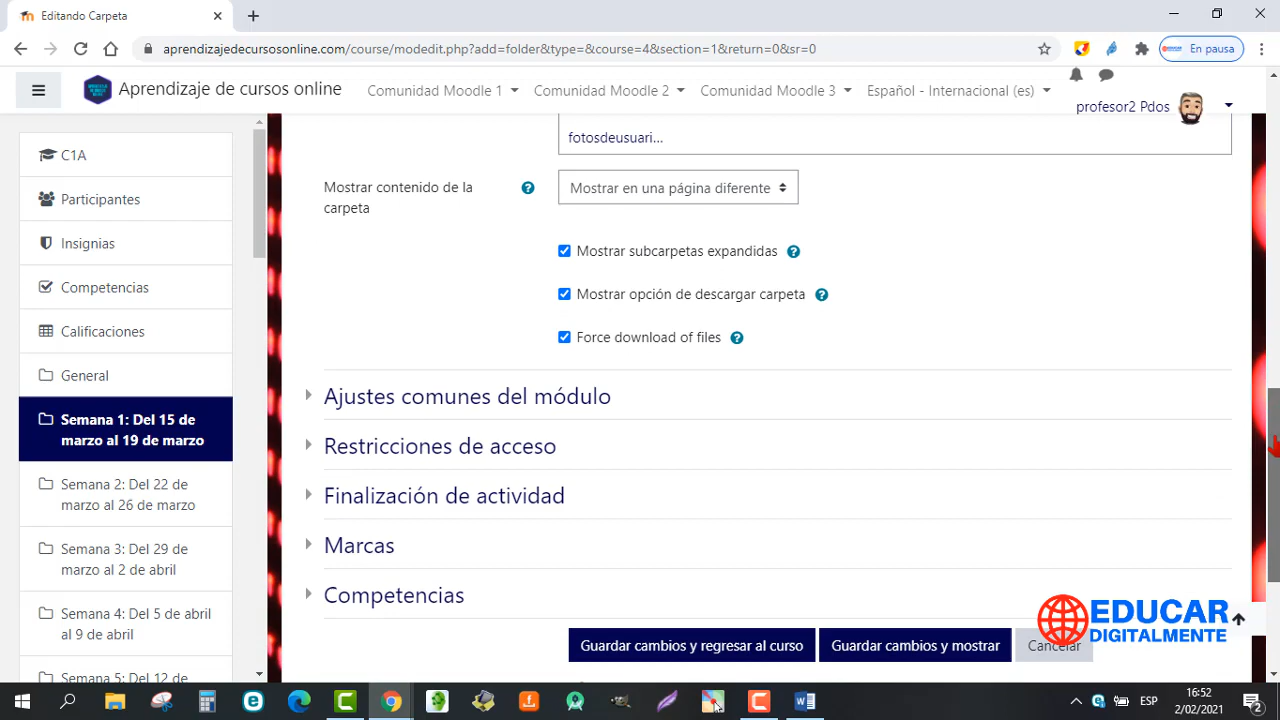 Editando Carpeta
aprendizajedecursosonline.com/course/modedit.php?add=folder&type=&course=4&section=1&return=0&sr=0
En pausa
Aprendizaje de cursos online
Comunidad Moodle 1
Comunidad Moodle 2
Comunidad Moodle 3
Español - Internacional (es)
profesor2 Pdos
C1A
Participantes
Insignias
Competencias
Calificaciones
General
Semana 1: Del 15 de
marzo al 19 de marzo
Semana 2: Del 22 de
marzo al 26 de marzo
Semana 3: Del 29 de
marzo al 2 de abril
Semana 4: Del 5 de abril
al 9 de abril
Semana 5: Del 12 de
fotosdeusuari...
Mostrar contenido de la
carpeta
Mostrar en una página diferente
Mostrar subcarpetas expandidas
Mostrar opción de descargar carpeta
Force download of files
Ajustes comunes del módulo
Restricciones de acceso
Finalización de actividad
Marcas
Competencias
Guardar cambios y regresar al curso
Guardar cambios y mostrar
Cancelar
EDUCAR
DIGITALMENTE
ESP
16:52
2/02/2021
2